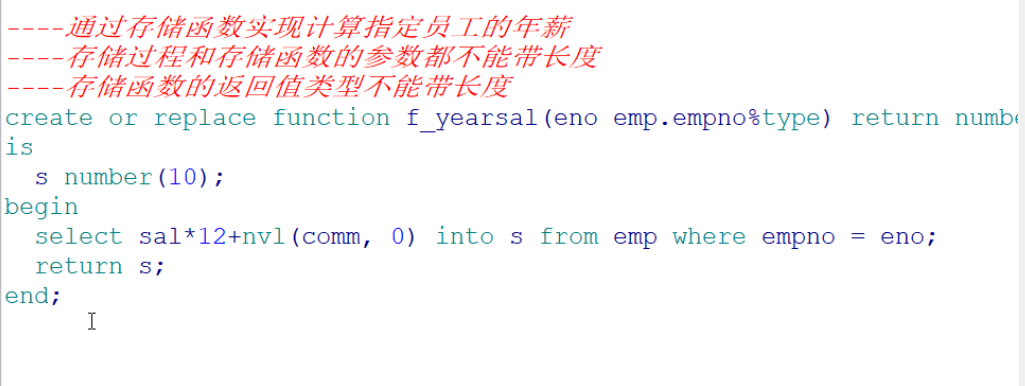 ----通过存储函数实现计算指定员工的年薪
----存储过程和存储函数的参数都不能带长度
----存储函数的返回值类型不能带长度
create or replace function f_yearsal(eno emp.empno%type) return numbe
is
  s number(10);
begin
  select sal*12+nvl(comm, 0) into s from emp where empno = eno;
  return s;
end;